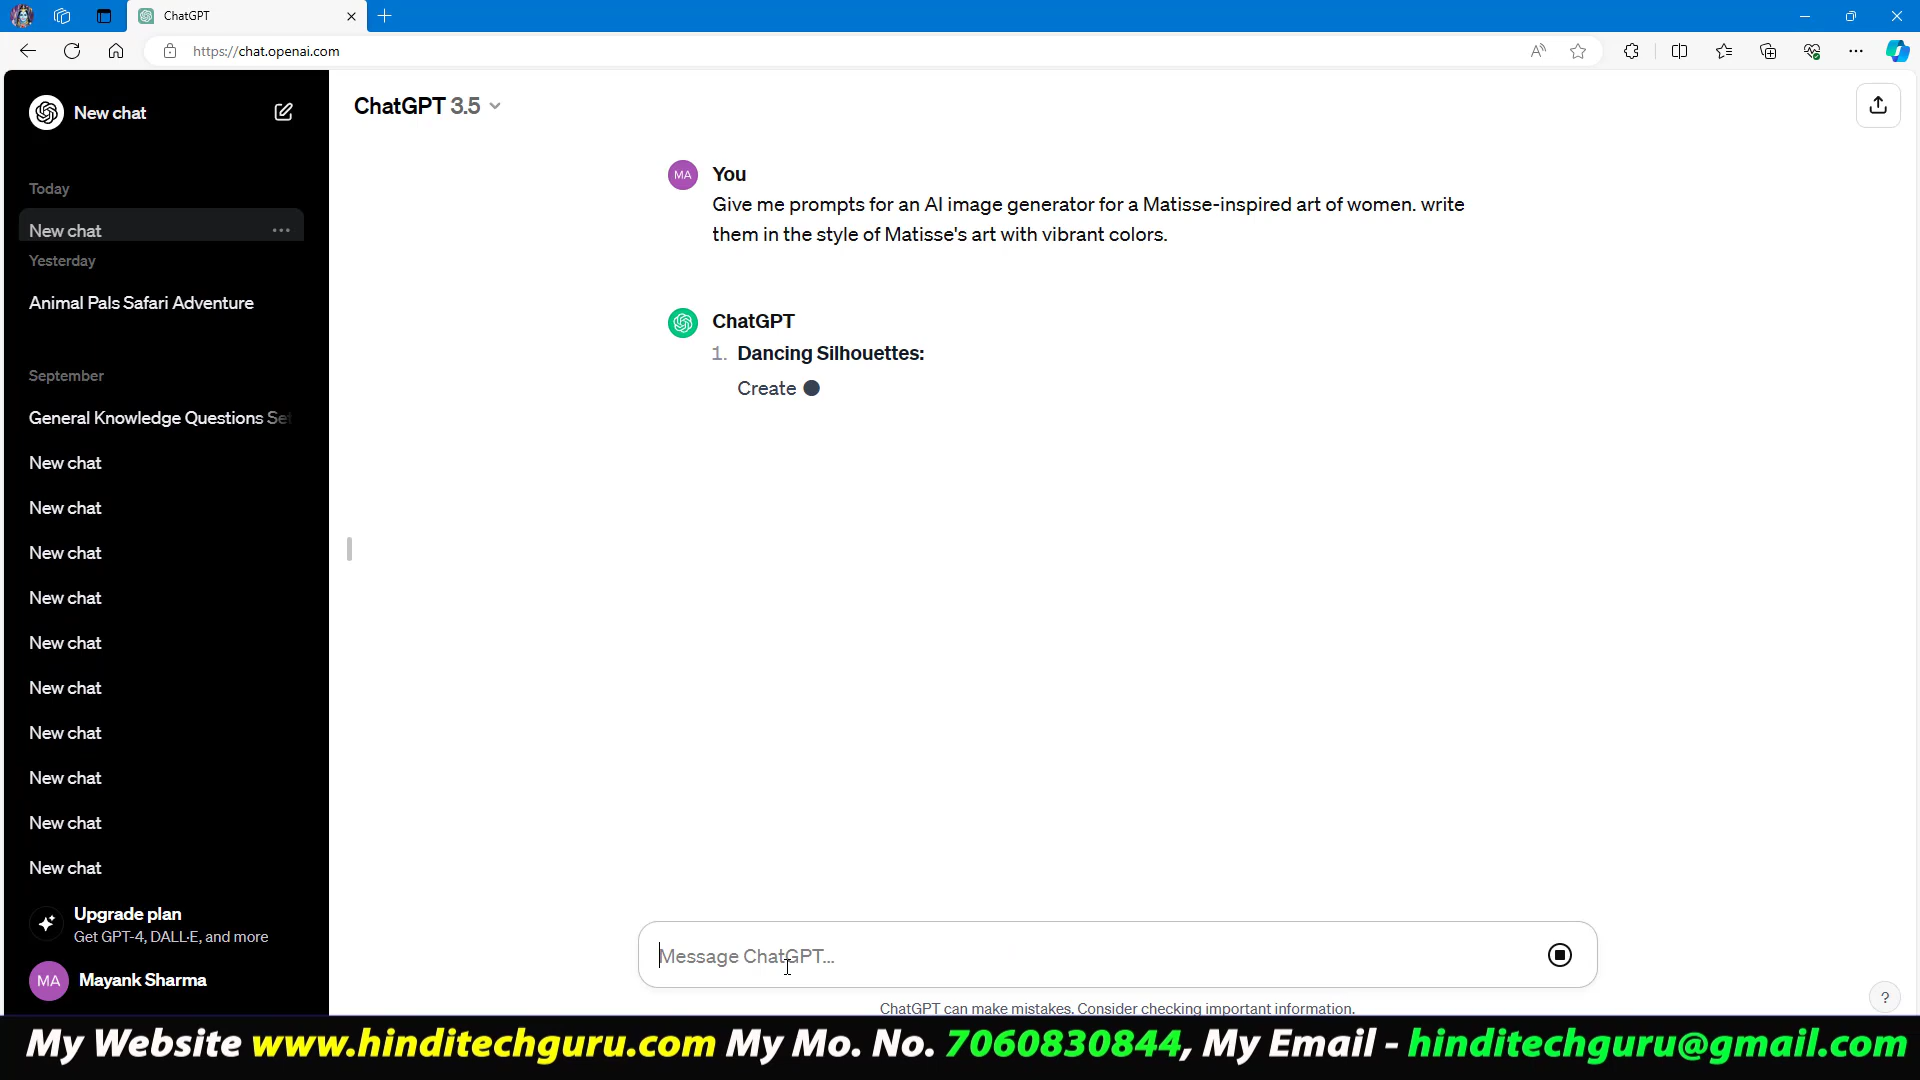 ChatGPT
https://chat.openai.com
New chat
Today
New chat
Yesterday
Animal Pals Safari Adventure
September
General Knowledge Questions Set
New chat
New chat
New chat
New chat
New chat
New chat
New chat
New chat
New chat
New chat
Upgrade plan
Get GPT-4, DALL·E, and more
MA
Mayank Sharma
ChatGPT 3.5
MA
You
Give me prompts for an AI image generator for a Matisse-inspired art of women. write
them in the style of Matisse's art with vibrant colors.
ChatGPT
1. Dancing Silhouettes:
Create
Message ChatGPT...
ChatGPT can make mistakes. Consider checking important information.
?
My Website www.hinditechguru.com My Mo. No. 7060830844, My Email - hinditechguru@gmail.com